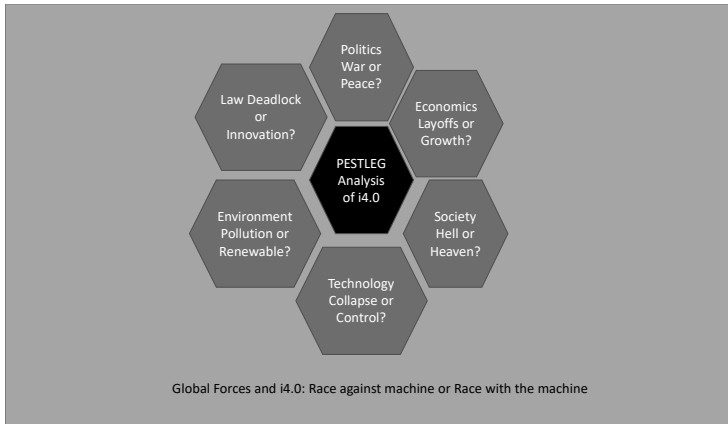 Politics
War or
Peace?
Law Deadlock
or
Innovation?
Economics
Layoffs or
Growth?
PESTLEG
Analysis
of i4.0
Environment
Pollution or
Renewable?
Society
Hell or
Heaven?
Technology
Collapse or
Control?
Global Forces and i4.0: Race against machine or Race with the machine